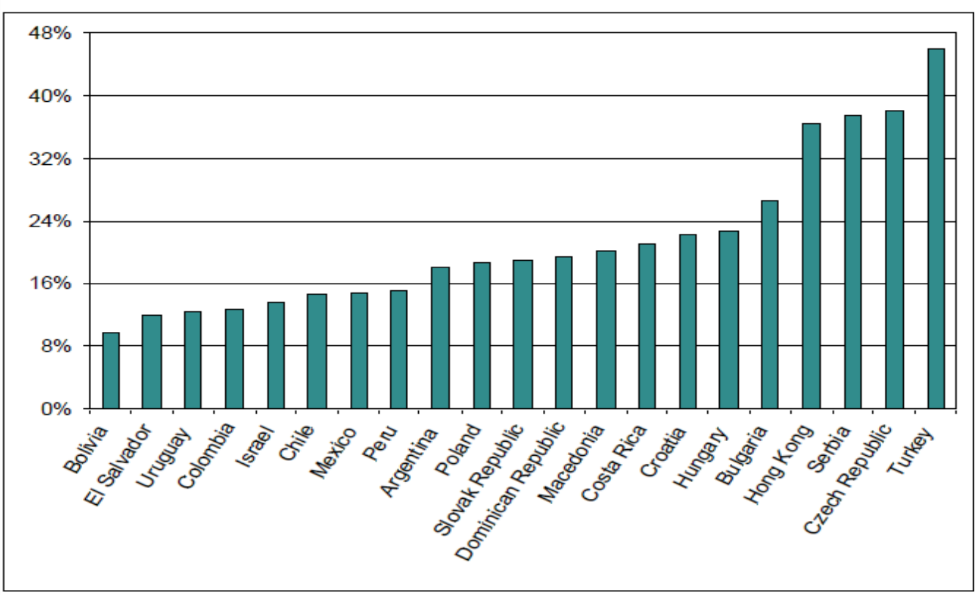 48%
40%
32%
24%
16%
8%
0%
Bolivia
El Salvador
Uruguay
Colombia
Israel
Chile
Mexico
Peru
Argentina
Poland
Slovak Republic
Dominican Republic
Macedonia
Costa Rica
Croatia
Hungary
Bulgaria
Hong Kong
Serbia
Czech Republic
Turkey